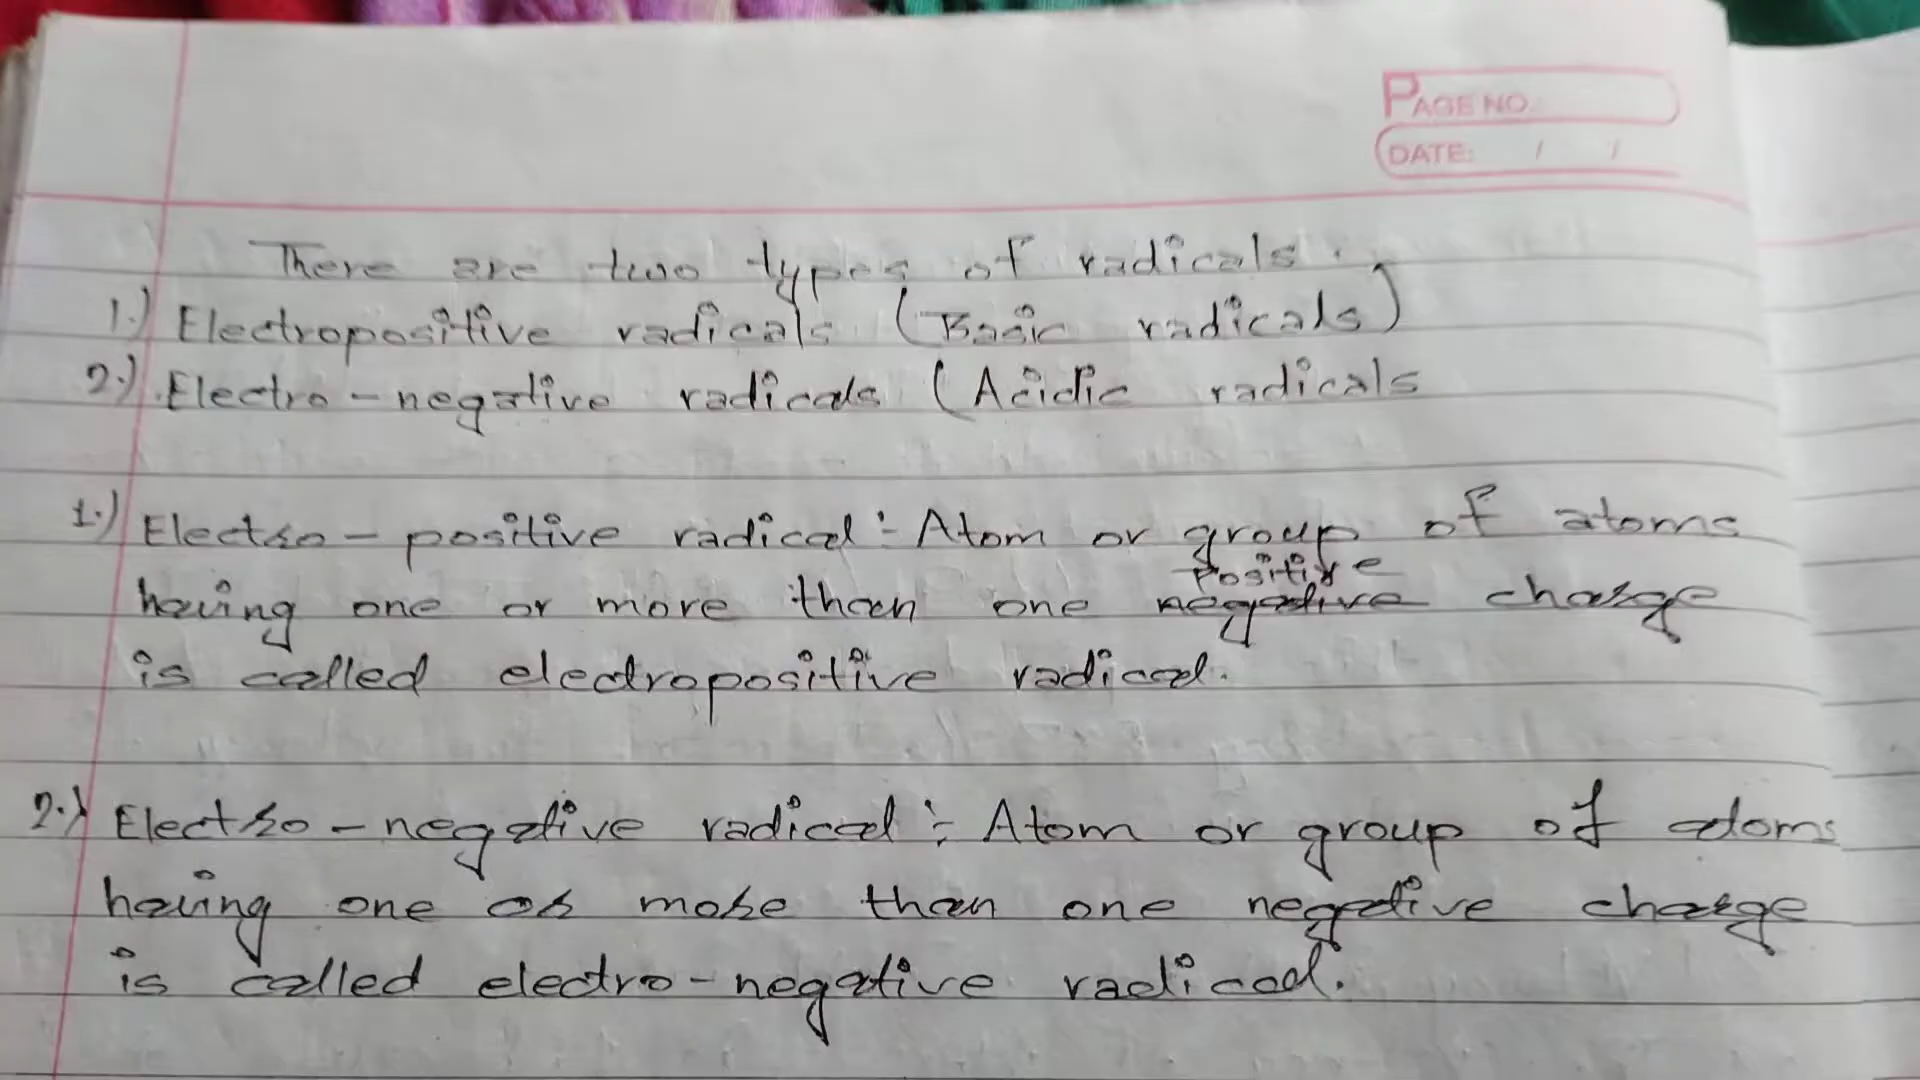 PAGE NO.
DATE: / /
There are two types of radicals.
1.) Electropositive radicals (Basic radicals)
2.) Electro-negative radicals (Acidic radicals
1.) Electro-positive radical :- Atom or group of atoms
positive
having one or more than one negative charge
is called electropositive radical.
2.) Electro-negative radical :- Atom or group of atoms
having one or more than one negative charge
is called electro-negative radical.